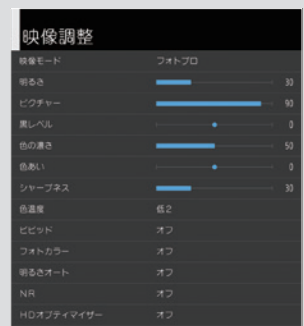 映像調整
映像モード フォトプロ
明るさ 30
ピクチャー 90
黒レベル 0
色の濃さ 50
色あい 0
シャープネス 30
色温度 低2
ビビッド オフ
フォトカラー オフ
明るさオート オフ
NR オフ
HDオプティマイザー オフ